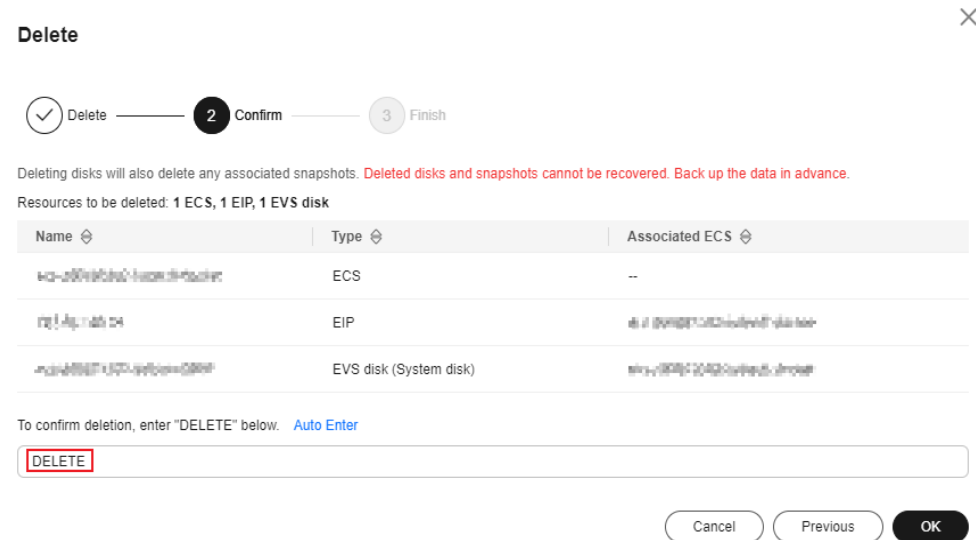 Delete
Delete 2 Confirm 3 Finish
Deleting disks will also delete any associated snapshots. Deleted disks and snapshots cannot be recovered. Back up the data in advance.
Resources to be deleted: 1 ECS, 1 EIP, 1 EVS disk
Name Type Associated ECS
ECS --
EIP
EVS disk (System disk)
To confirm deletion, enter "DELETE" below. Auto Enter
DELETE
Cancel Previous OK